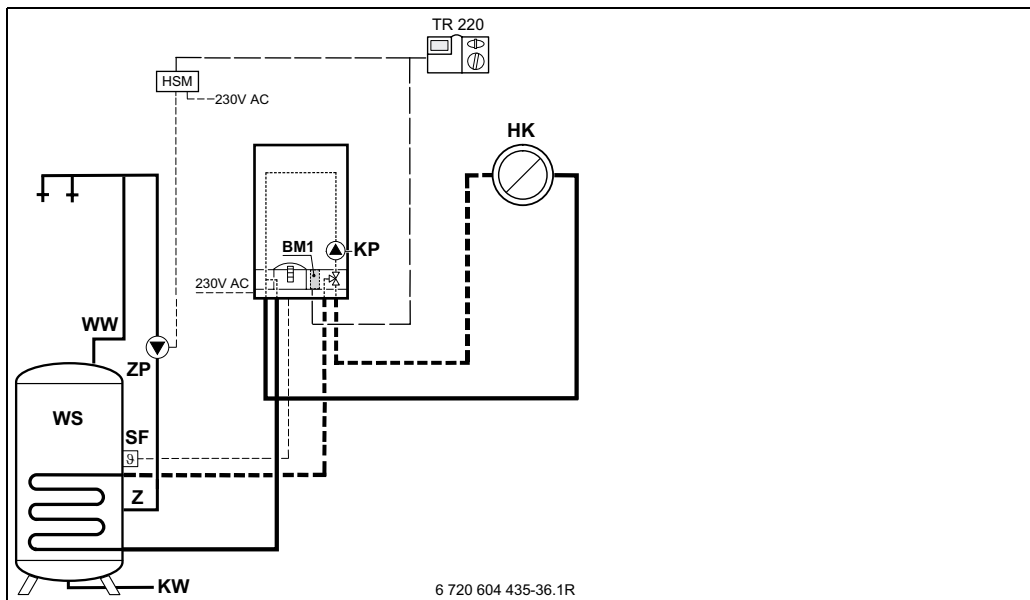 TR 220
HSM
230V AC
HK
BM1
KP
230V AC
WW
ZP
WS
SF
ϑ
Z
KW
6 720 604 435-36.1R